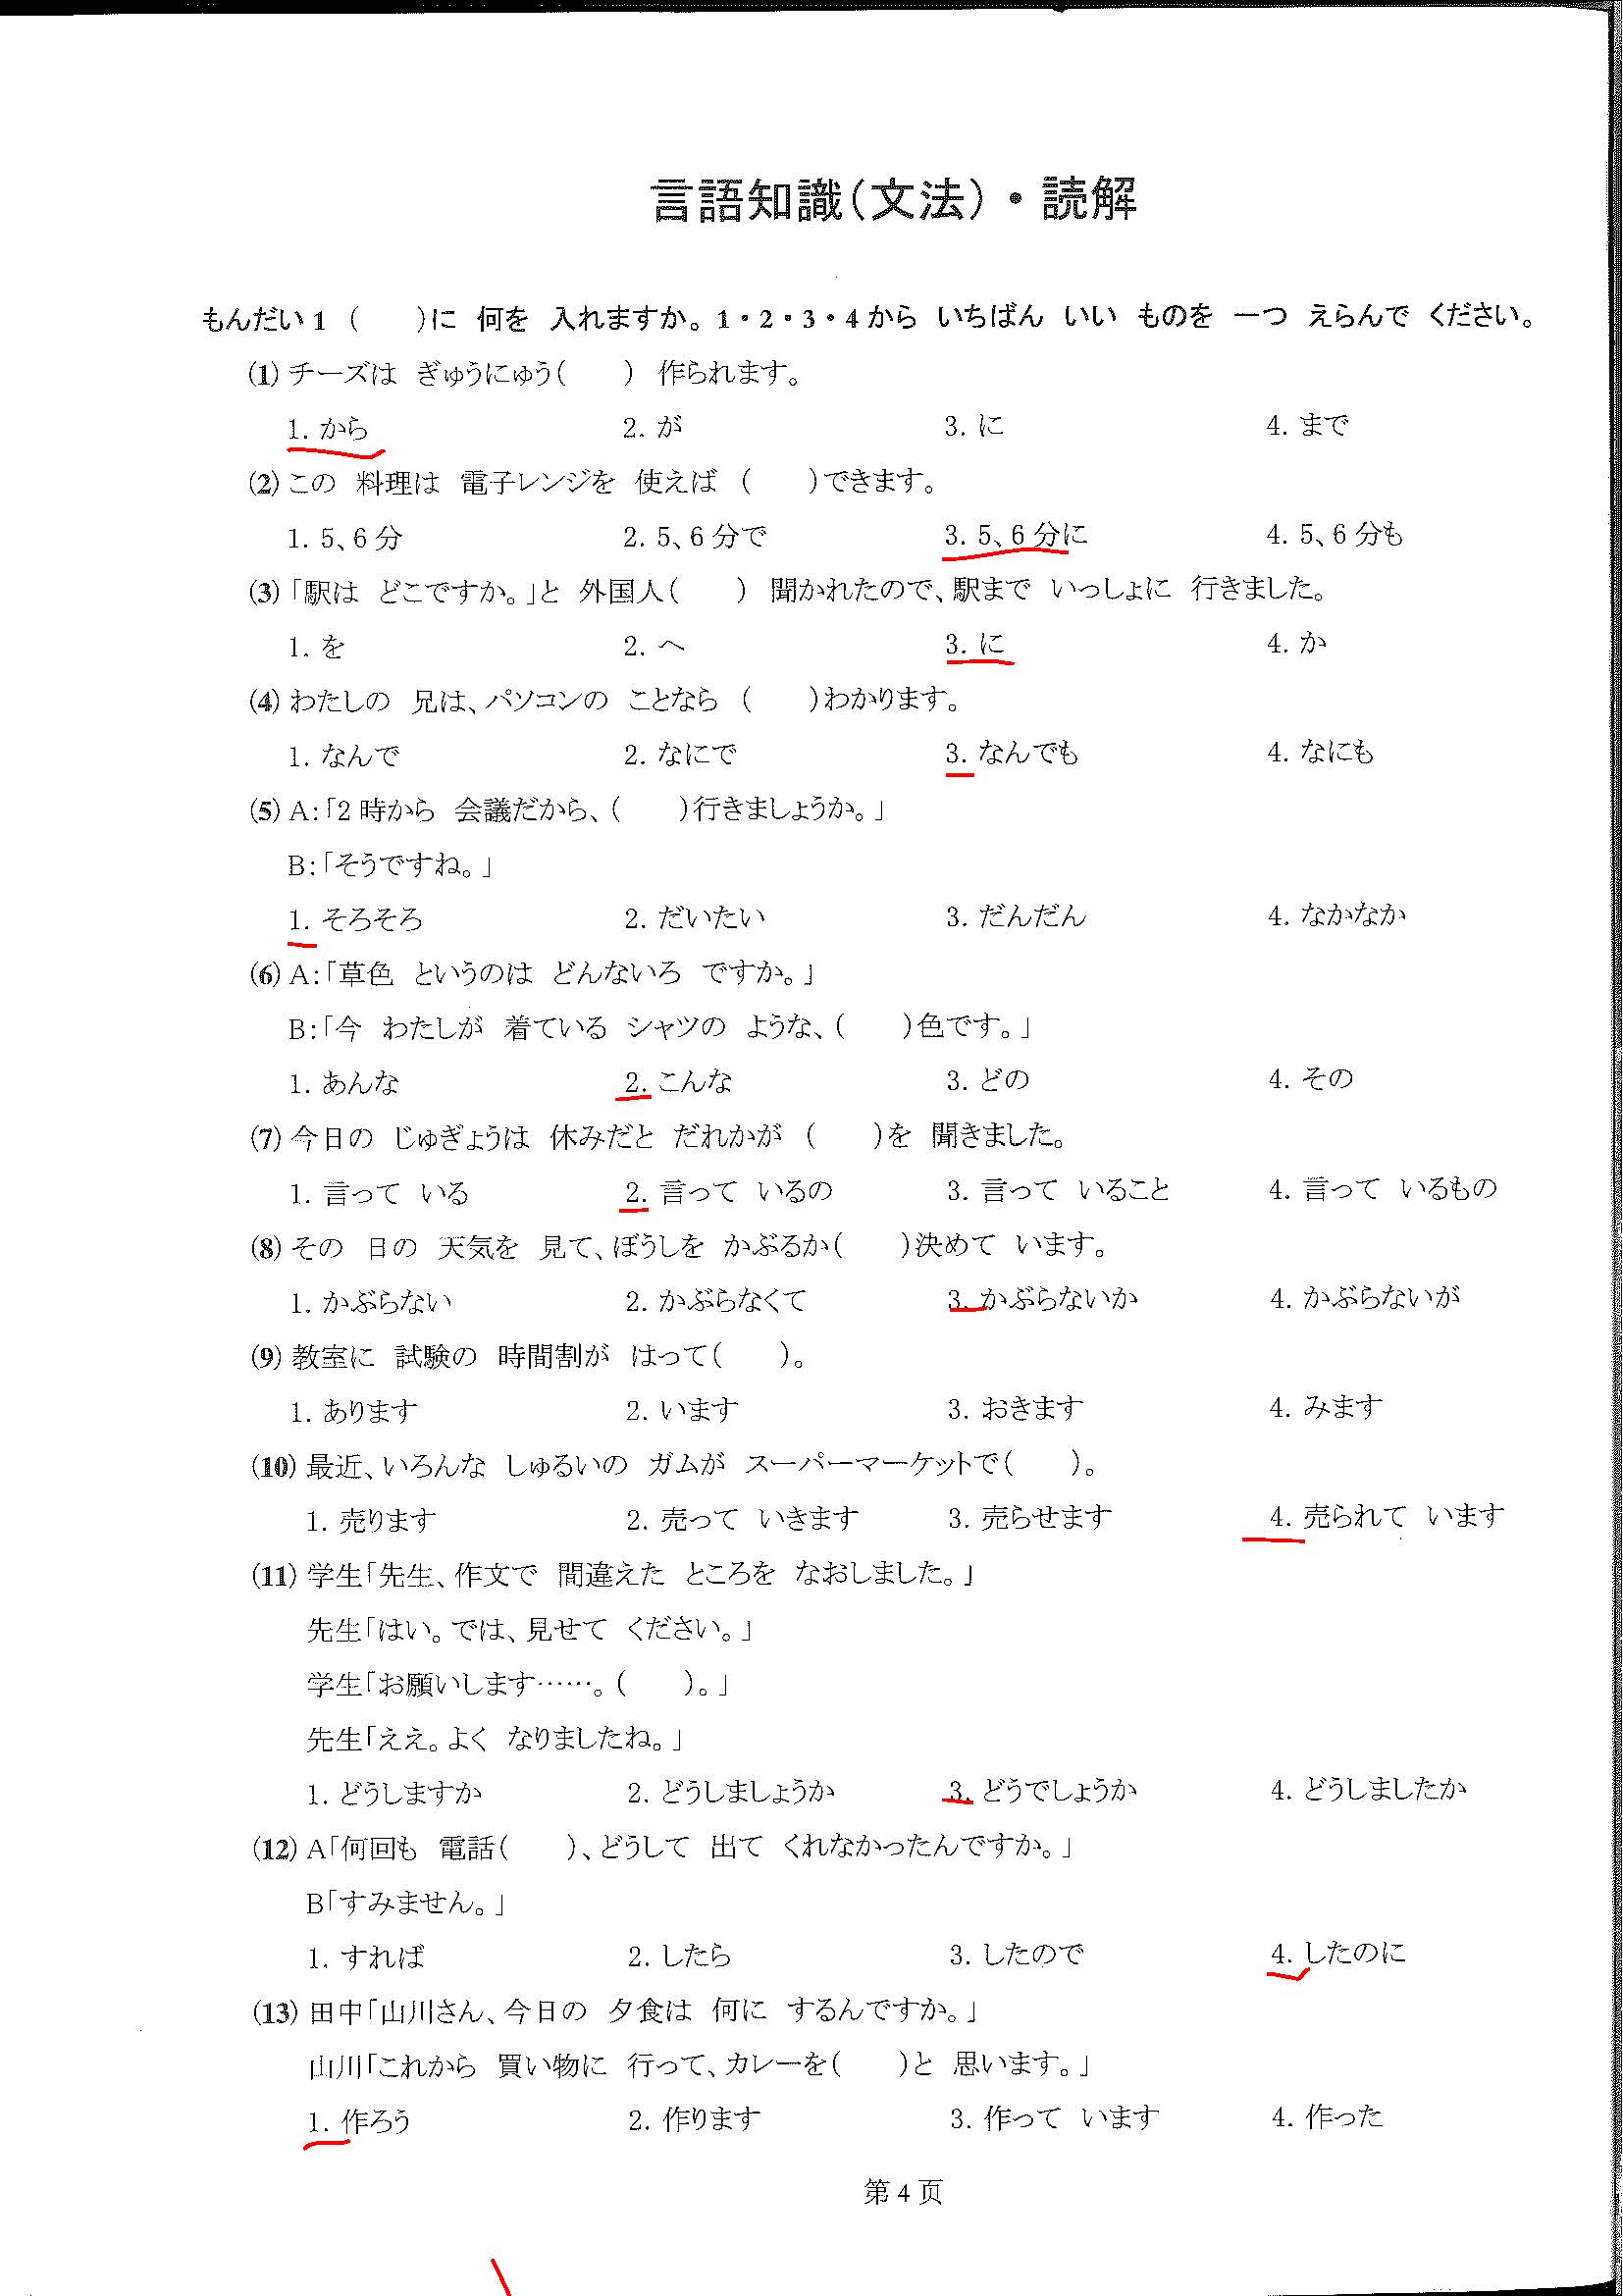 言語知識(文法)・読解
もんだい1 (　　)に 何を 入れますか。1・2・3・4から いちばん いい ものを 一つ えらんで ください。
(1) チーズは ぎゅうにゅう(　　) 作られます。
1. から 2. が 3. に 4. まで
(2) この 料理は 電子レンジを 使えば (　　)できます。
1. 5、6分 2. 5、6分で 3. 5、6分に 4. 5、6分も
(3) 「駅は どこですか。」と 外国人(　　) 聞かれたので、駅まで いっしょに 行きました。
1. を 2. へ 3. に 4. か
(4) わたしの 兄は、パソコンの ことなら (　　)わかります。
1. なんで 2. なにで 3. なんでも 4. なにも
(5) A:「2時から 会議だから、(　　)行きましょうか。」
B:「そうですね。」
1. そろそろ 2. だいたい 3. だんだん 4. なかなか
(6) A:「草色 というのは どんないろ ですか。」
B:「今 わたしが 着ている シャツの ような、(　　)色です。」
1. あんな 2. こんな 3. どの 4. その
(7) 今日の じゅぎょうは 休みだと だれかが (　　)を 聞きました。
1. 言って いる 2. 言って いるの 3. 言って いること 4. 言って いるもの
(8) その 日の 天気を 見て、ぼうしを かぶるか(　　)決めて います。
1. かぶらない 2. かぶらなくて 3. かぶらないか 4. かぶらないが
(9) 教室に 試験の 時間割が はって(　　)。
1. あります 2. います 3. おきます 4. みます
(10) 最近、いろんな しゅるいの ガムが スーパーマーケットで(　　)。
1. 売ります 2. 売って いきます 3. 売らせます 4. 売られて います
(11) 学生「先生、作文で 間違えた ところを なおしました。」
先生「はい。では、見せて ください。」
学生「お願いします……。(　　)。」
先生「ええ。よく なりましたね。」
1. どうしますか 2. どうしましょうか 3. どうでしょうか 4. どうしましたか
(12) A「何回も 電話(　　)、どうして 出て くれなかったんですか。」
B「すみません。」
1. すれば 2. したら 3. したので 4. したのに
(13) 田中「山川さん、今日の 夕食は 何に するんですか。」
山川「これから 買い物に 行って、カレーを(　　)と 思います。」
1. 作ろう 2. 作ります 3. 作って います 4. 作った
第4页